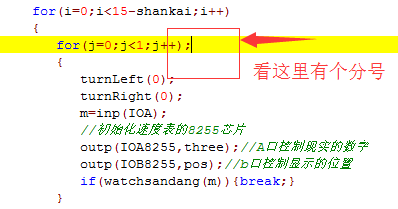 for(i=0;i<15-shankai;i++)
{
for(j=0;j<1;j++);
看这里有个分号
{
turnLeft(0);
turnRight(0);
m=inp(IOA);
//初始化速度表的8255芯片
outp(IOA8255,three);//A口控制现实的数字
outp(IOB8255,pos);//b口控制显示的位置
if(watchsandang(m)){break;}
}